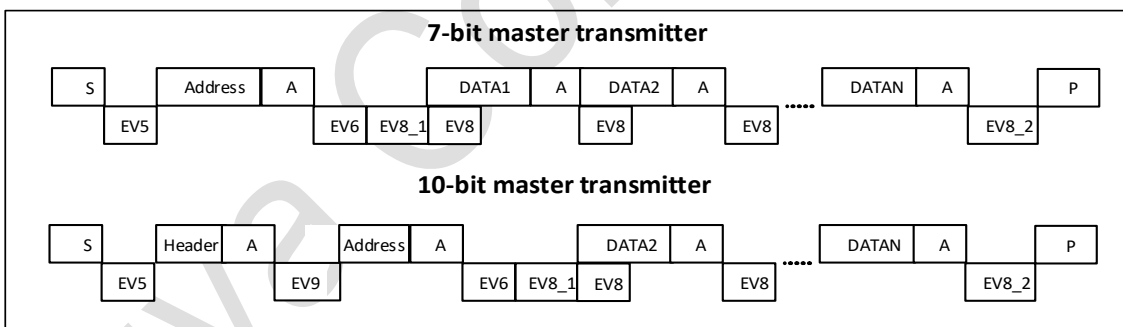 7-bit master transmitter
S Address A DATA1 A DATA2 A ..... DATAN A P
EV5 EV6 EV8_1 EV8 EV8 EV8 EV8_2
10-bit master transmitter
S Header A Address A DATA2 A ..... DATAN A P
EV5 EV9 EV6 EV8_1 EV8 EV8 EV8_2